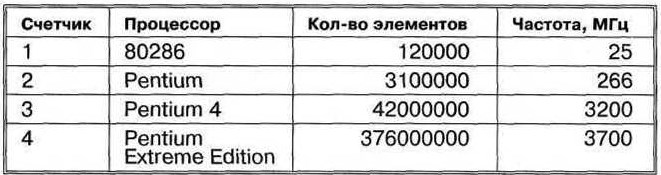 Счетчик Процессор Кол-во элементов Частота, МГц
1 80286 120000 25
2 Pentium 3100000 266
3 Pentium 4 42000000 3200
4 Pentium 376000000 3700
Extreme Edition